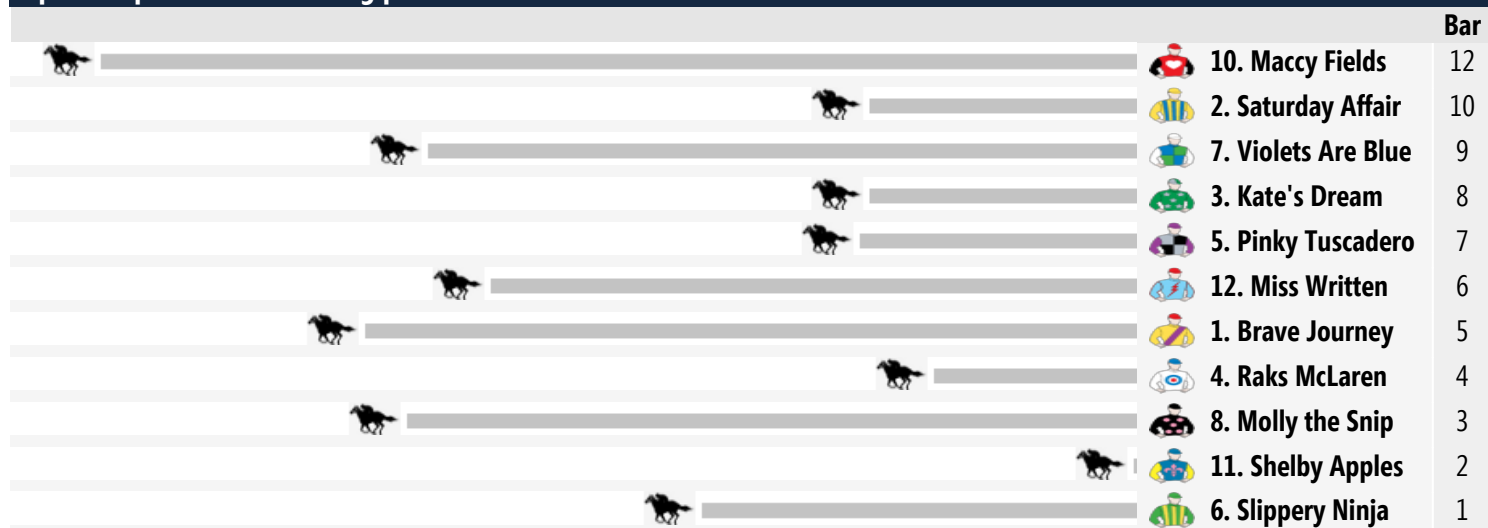 Bar
10. Maccy Fields 12
2. Saturday Affair 10
7. Violets Are Blue 9
3. Kate's Dream 8
5. Pinky Tuscadero 7
12. Miss Written 6
1. Brave Journey 5
4. Raks McLaren 4
8. Molly the Snip 3
11. Shelby Apples 2
6. Slippery Ninja 1